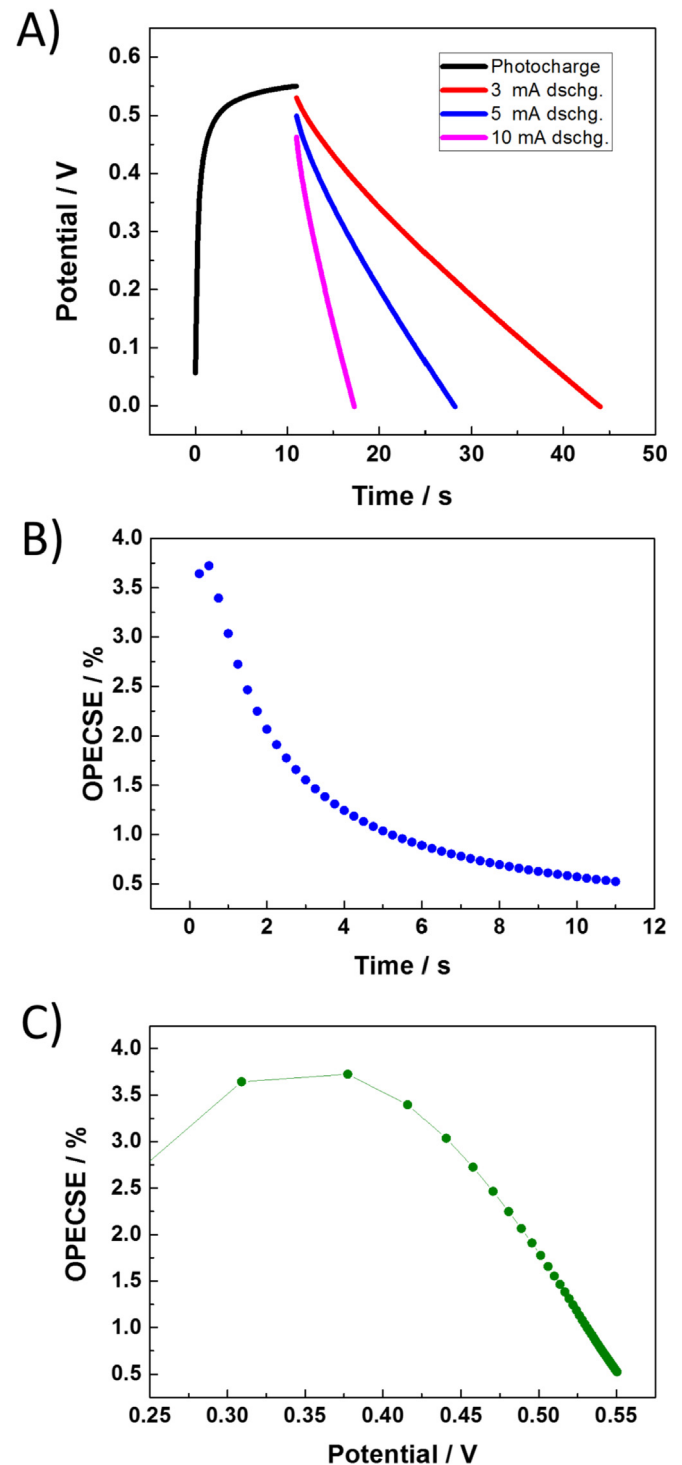 A)
0.6
0.5
0.4
0.3
0.2
0.1
0.0
Potential / V
Photocharge
3 mA dschg.
5 mA dschg.
10 mA dschg.
0 10 20 30 40 50
Time / s
B)
4.0
3.5
3.0
2.5
2.0
1.5
1.0
0.5
OPECSE / %
0 2 4 6 8 10 12
Time / s
C)
4.0
3.5
3.0
2.5
2.0
1.5
1.0
0.5
OPECSE / %
0.25 0.30 0.35 0.40 0.45 0.50 0.55
Potential / V